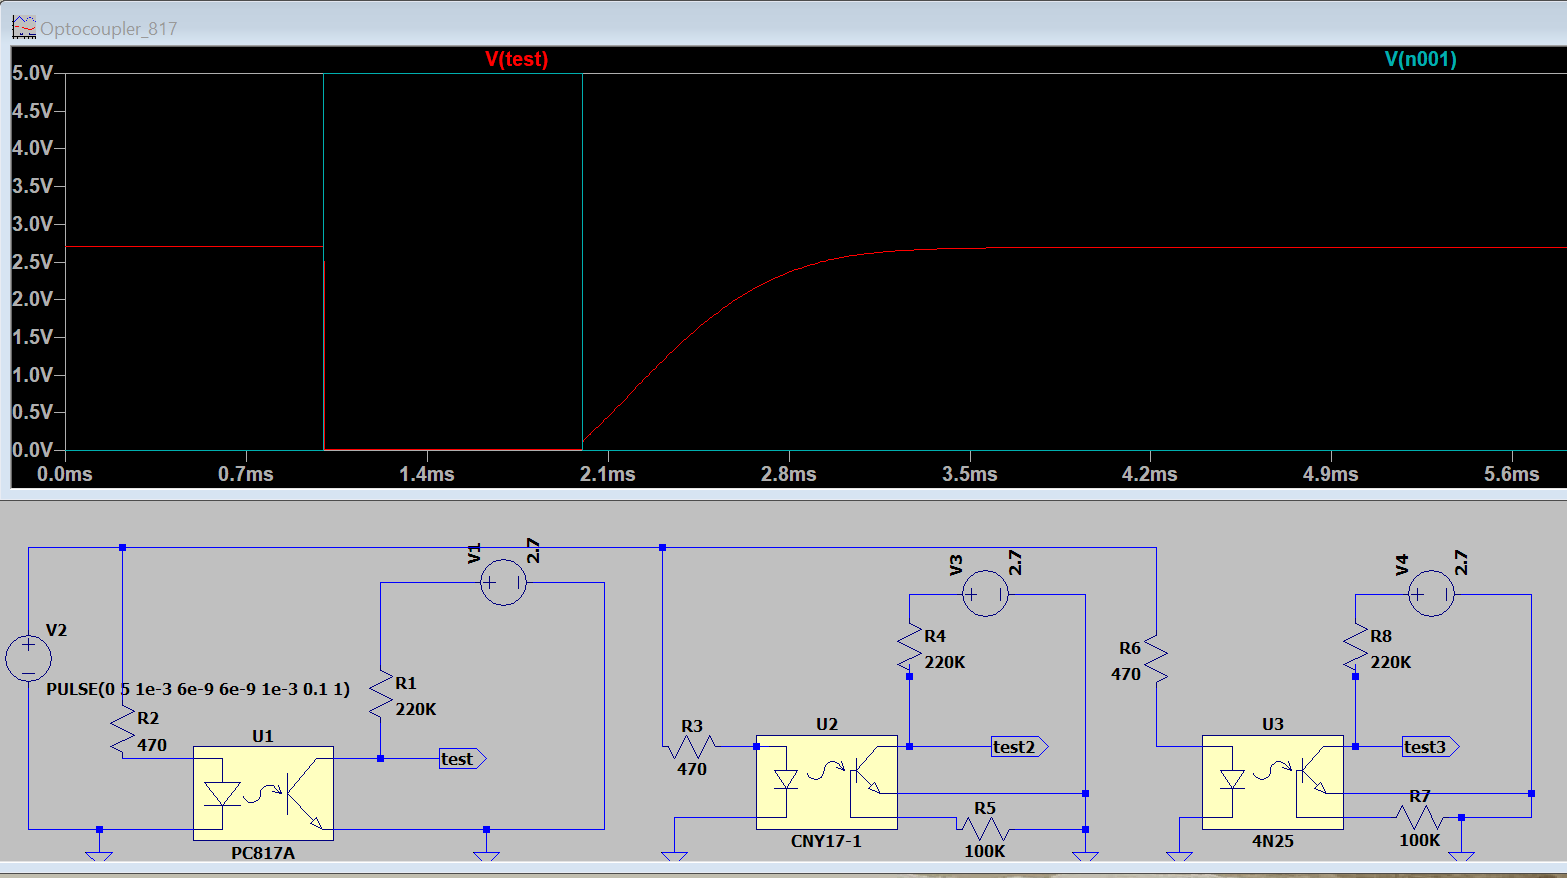 Optocoupler_817
V(test) V(n001)
5.0V
4.5V
4.0V
3.5V
3.0V
2.5V
2.0V
1.5V
1.0V
0.5V
0.0V
0.0ms 0.7ms 1.4ms 2.1ms 2.8ms 3.5ms 4.2ms 4.9ms 5.6ms
V1 2.7
V3 2.7
V4 2.7
V2
PULSE(0 5 1e-3 6e-9 6e-9 1e-3 0.1 1)
R2
470
R1
220K
U1
test
PC817A
R4
220K
R3
470
U2
test2
R5
100K
CNY17-1
R6
470
R8
220K
U3
test3
R7
100K
4N25